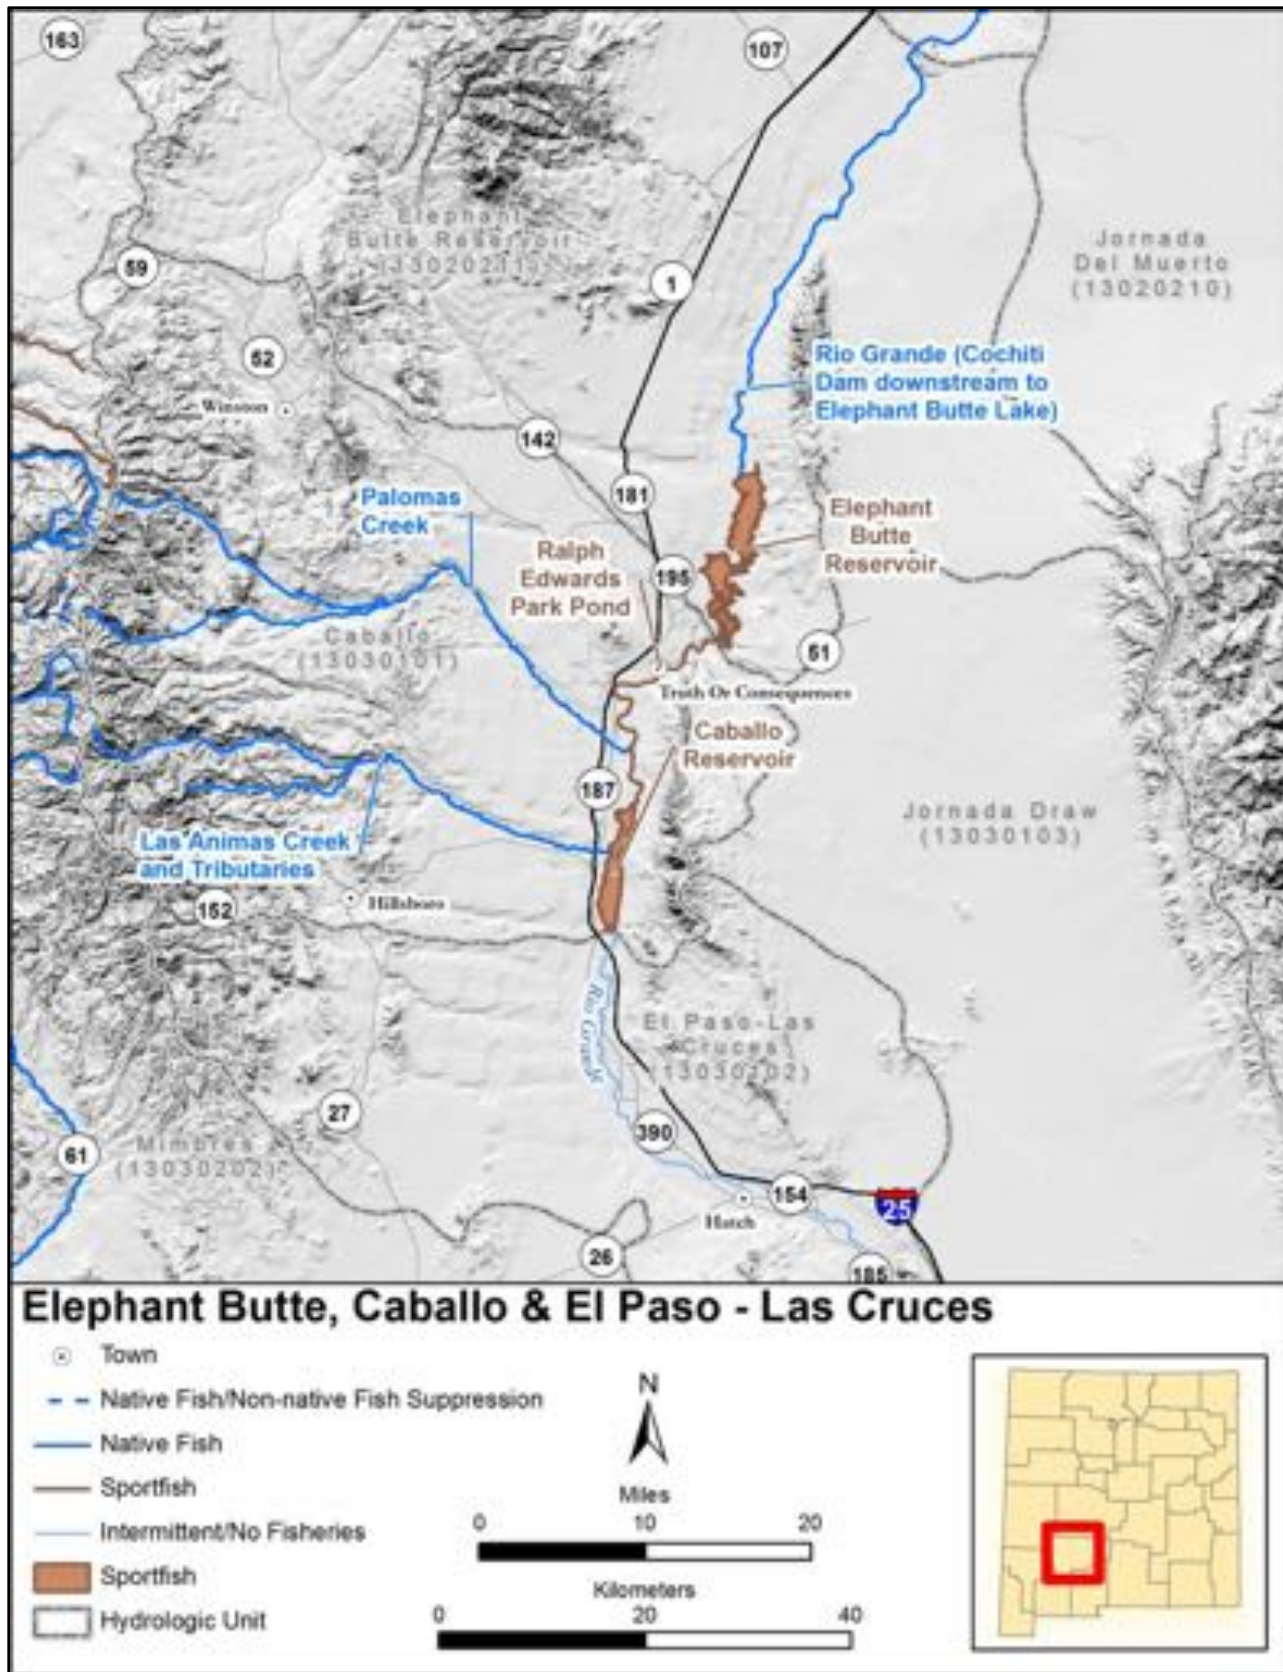 163
107
Elephant
Butte Reservoir
(13020211)
Jornada
Del Muerto
(13020210)
59
1
52
Rio Grande (Cochiti
Dam downstream to
Elephant Butte Lake)
Winston
142
181
Palomas
Creek
Elephant
Butte
Reservoir
Ralph
Edwards
Park Pond
195
Caballo
(13030101)
51
Truth Or Consequences
Caballo
Reservoir
187
Jornada Draw
(13030103)
Las Animas Creek
and Tributaries
152
Hillsboro
Rio Grande
El Paso-Las
Cruces
(13030102)
27
390
Mimbres
(13030202)
61
154
25
Hatch
26
185
Elephant Butte, Caballo & El Paso - Las Cruces
Town
Native Fish/Non-native Fish Suppression
Native Fish
Sportfish
Intermittent/No Fisheries
Sportfish
Hydrologic Unit
N
Miles
0 10 20
Kilometers
0 20 40